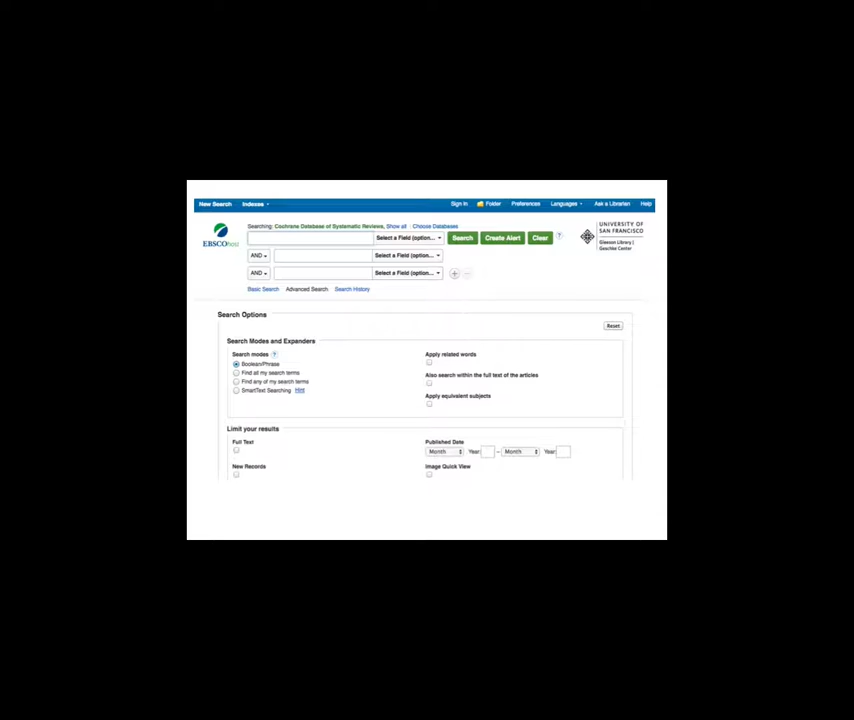 New Search Indexes Sign In Folder Preferences Languages Ask a Librarian Help
Searching: Cochrane Database of Systematic Reviews, Show all | Choose Databases
EBSCOhost
Select a Field (option... Search Create Alert Clear ?
AND Select a Field (option...
AND Select a Field (option...
Basic Search Advanced Search Search History
UNIVERSITY OF
SAN FRANCISCO
Gleeson Library |
Geschke Center
Search Options
Reset
Search Modes and Expanders
Search modes ?
Boolean/Phrase
Find all my search terms
Find any of my search terms
SmartText Searching Hint
Apply related words
Also search within the full text of the articles
Apply equivalent subjects
Limit your results
Full Text
New Records
Published Date
Month Year: – Month Year:
Image Quick View